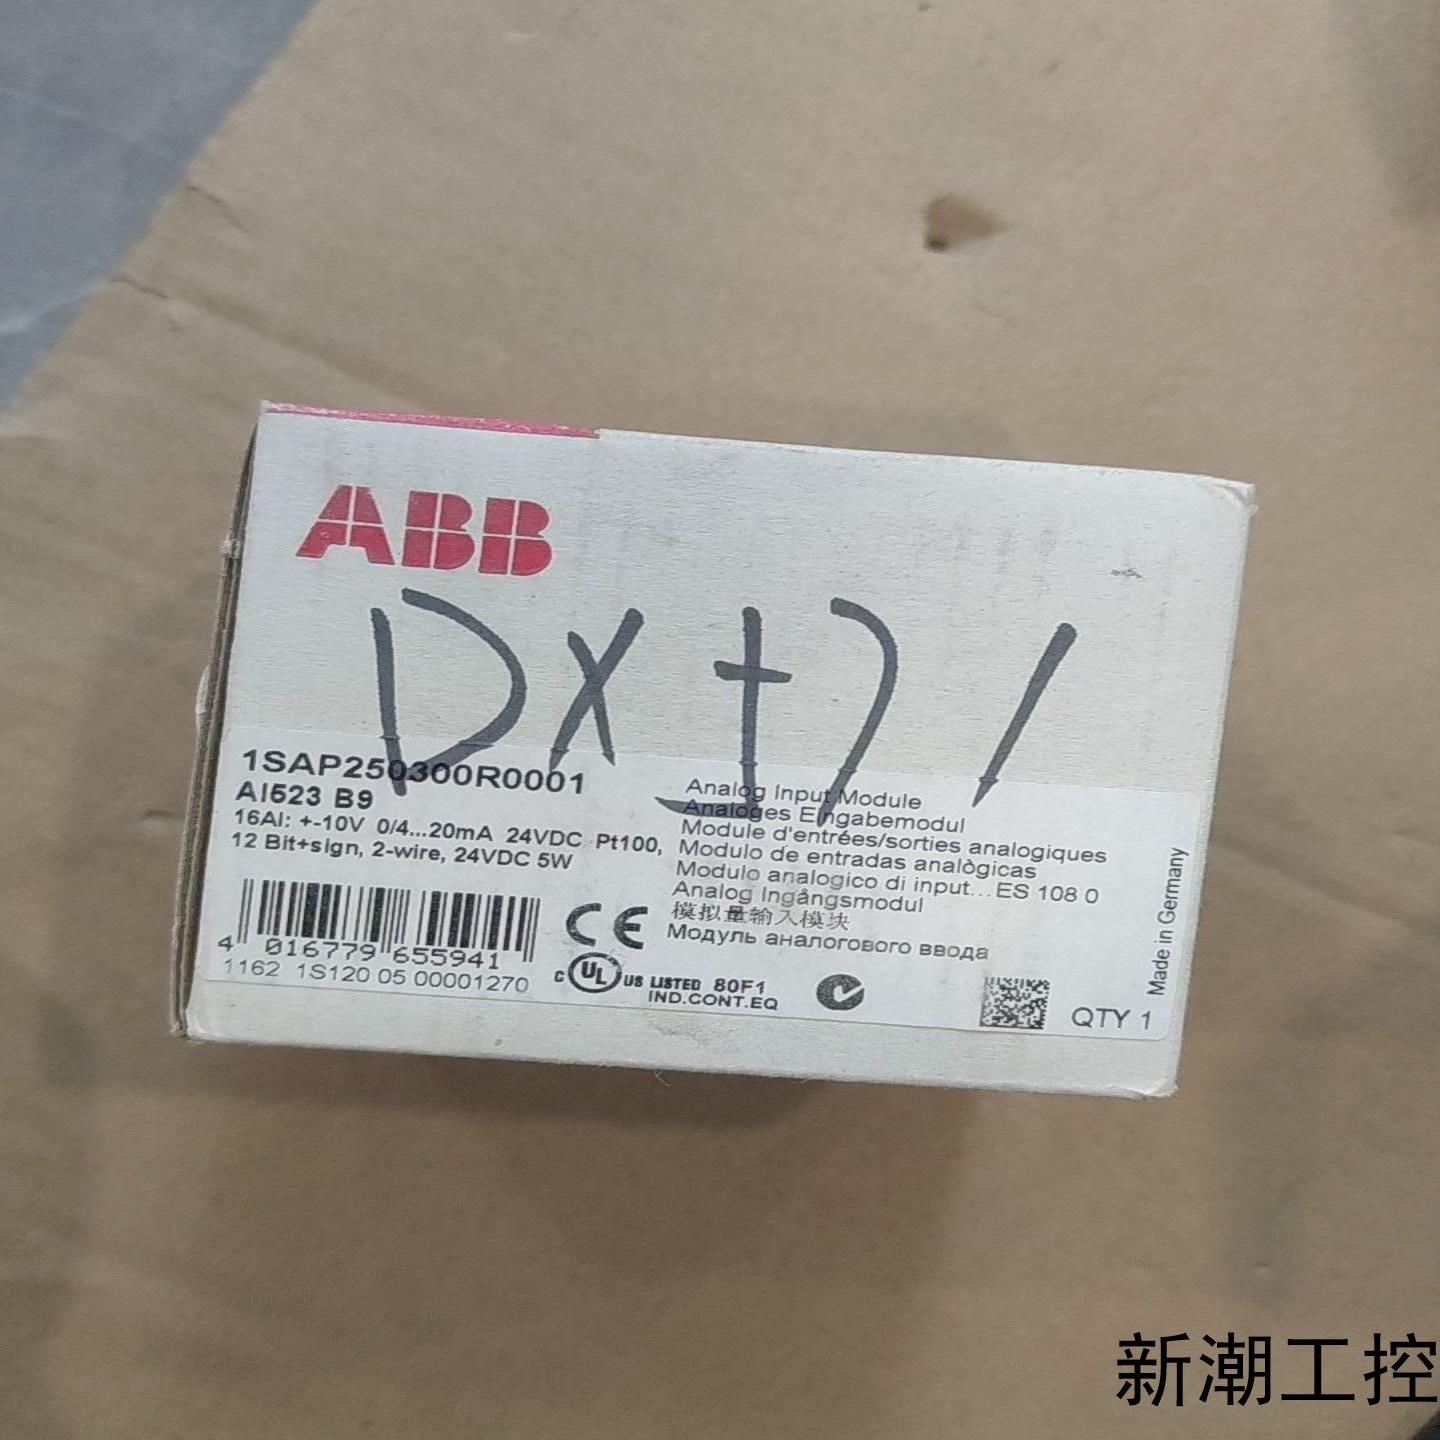 ABB
1SAP250300R0001
AI523 B9
16AI: +-10V 0/4...20mA 24VDC Pt100,
12 Bit+sign, 2-wire, 24VDC 5W
4 016779 655941
1162 1S120 05 00001270
CE
C UL US LISTED 80F1
IND.CONT.EQ
Analog Input Module
Analoges Eingabemodul
Module d'entrées/sorties analogiques
Modulo de entradas analògicas
Modulo analogico di input... ES 108 0
Analog Ingångsmodul
模拟量输入模块
Модуль аналогового ввода
QTY 1
Made in Germany
新潮工控